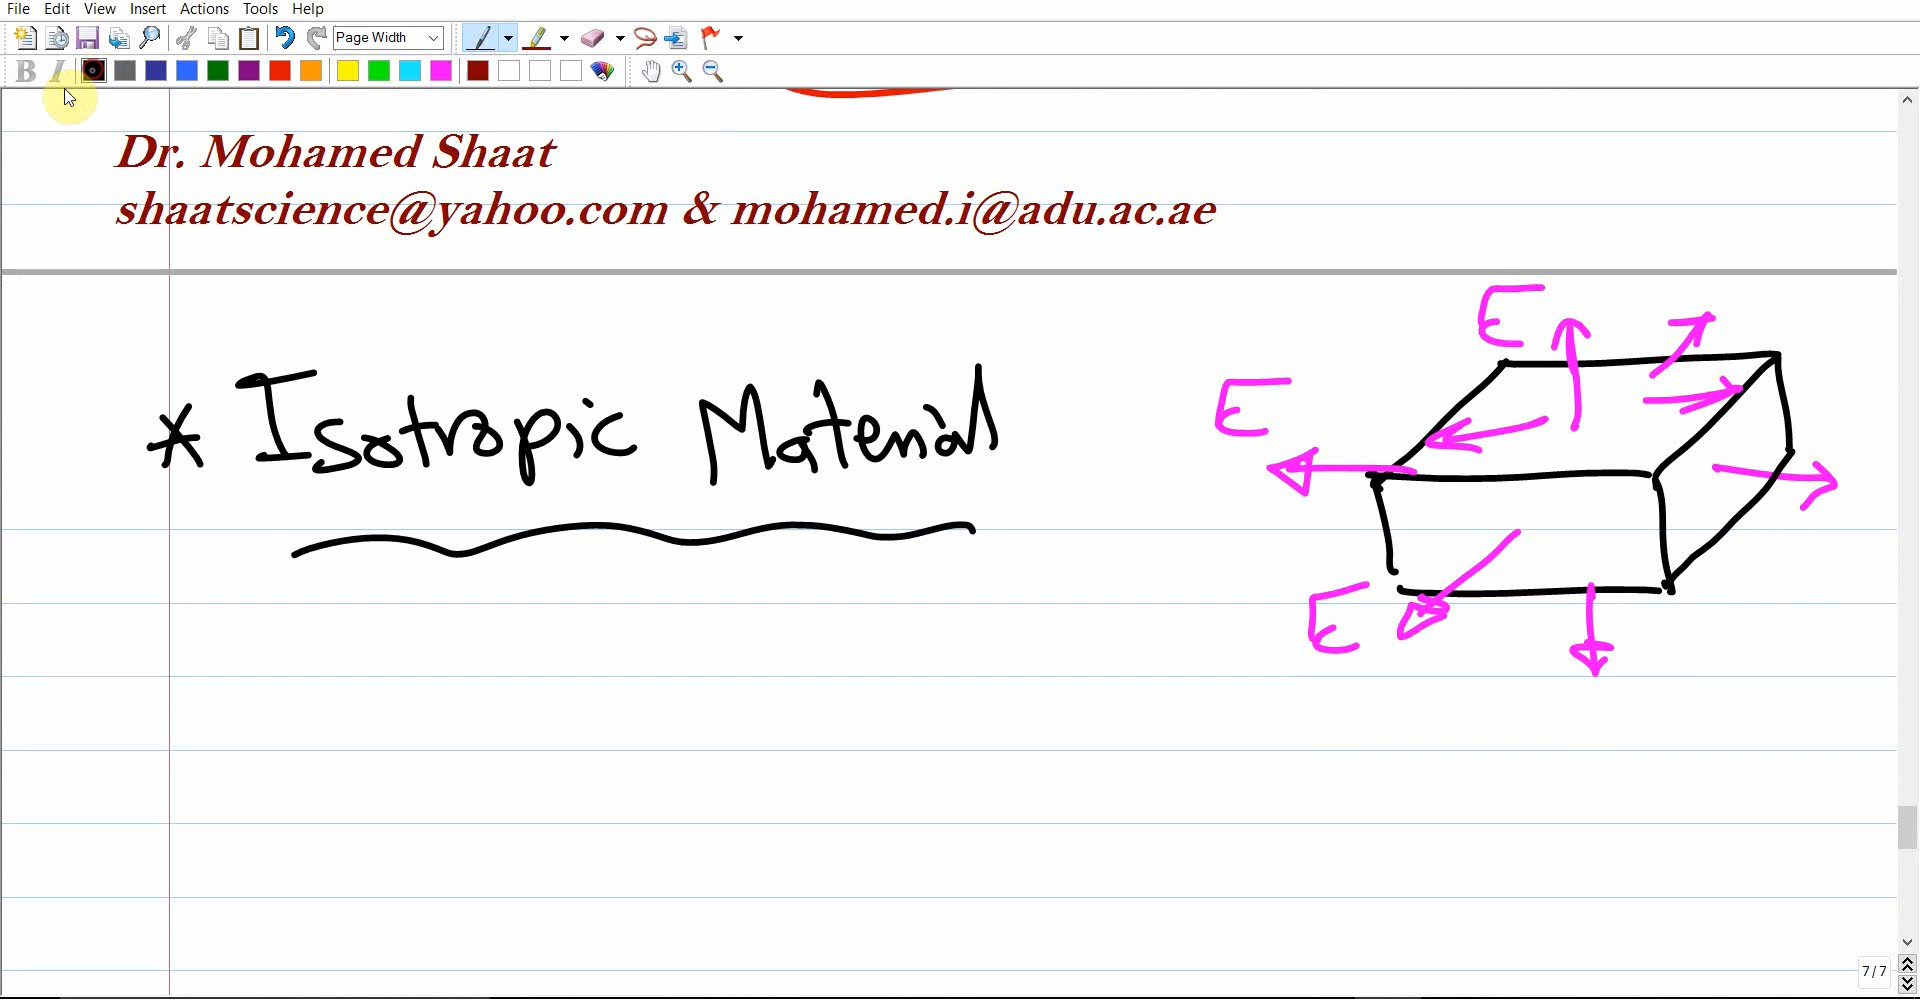 File Edit View Insert Actions Tools Help
Page Width
B I
Dr. Mohamed Shaat
shaatscience@yahoo.com & mohamed.i@adu.ac.ae
* Isotropic Material
E
E
E
7/7